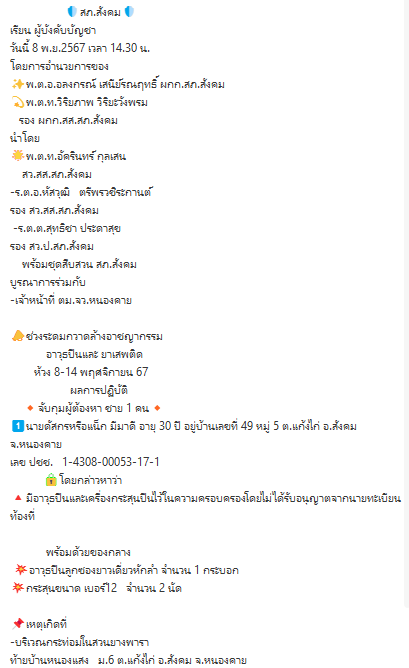 🛡️ สภ.สังคม 🛡️
เรียน ผู้บังคับบัญชา
วันนี้ 8 พ.ย.2567 เวลา 14.30 น.
โดยการอำนวยการของ
✨พ.ต.อ.อลงกรณ์ เสนีย์รณฤทธิ์ ผกก.สภ.สังคม
💫พ.ต.ท.วิริยภาพ วิริยะวังพรม
รอง ผกก.สส.สภ.สังคม
นำโดย
🌟พ.ต.ท.อัครินทร์ กุลเสน
สว.สส.สภ.สังคม
-ร.ต.อ.หัสวุฒิ ตรีพรวชิระกานต์
รอง สว.สส.สภ.สังคม
-ร.ต.ต.สุทธิชา ประดาสุข
รอง สว.ป.สภ.สังคม
พร้อมชุดสืบสวน สภ.สังคม
บูรณาการร่วมกับ
-เจ้าหน้าที่ ตม.จว.หนองคาย
📣ช่วงระดมกวาดล้างอาชญากรรม
อาวุธปืนและ ยาเสพติด
ห้วง 8-14 พฤศจิกายน 67
ผลการปฏิบัติ
🔸จับกุมผู้ต้องหา ชาย 1 คน 🔸
1️⃣นายดัสกรหรือแน็ก มีมาดี อายุ 30 ปี อยู่บ้านเลขที่ 49 หมู่ 5 ต.แก้งไก่ อ.สังคม
จ.หนองคาย
เลข ปชช. 1-4308-00053-17-1
🔒โดยกล่าวหาว่า
🔺มีอาวุธปืนและเครื่องกระสุนปืนไว้ในความครอบครองโดยไม่ได้รับอนุญาตจากนายทะเบียน
ท้องที่
พร้อมด้วยของกลาง
💥อาวุธปืนลูกซองยาวเดี่ยวหักลำ จำนวน 1 กระบอก
💥กระสุนขนาด เบอร์12 จำนวน 2 นัด
📌เหตุเกิดที่
-บริเวณกระท่อมในสวนยางพารา
ท้ายบ้านหนองแสง ม.6 ต.แก้งไก่ อ.สังคม จ.หนองคาย